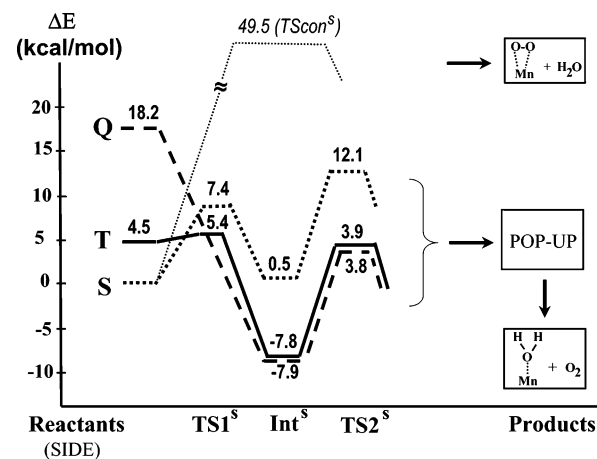 ΔE
(kcal/mol)
49.5 (TScon^S)
O-O
Mn + H2O
20
15
10
5
0
-5
-10
Q
18.2
T
4.5
S
≈
7.4
5.4
0.5
-7.8
-7.9
12.1
3.9
3.8
POP-UP
H H
O
Mn + O2
Reactants TS1^S Int^S TS2^S Products
(SIDE)